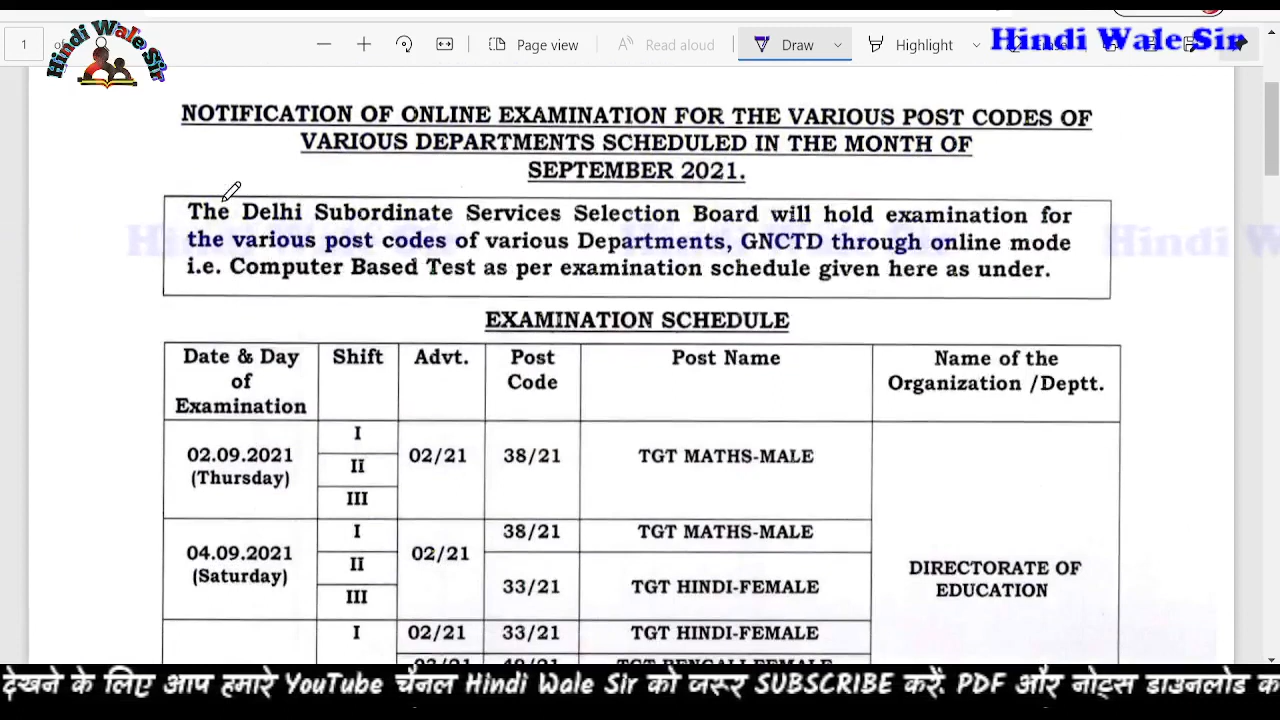 1
Page view
Read aloud
Draw
Highlight
Hindi Wale Sir
Hindi Wale Sir
NOTIFICATION OF ONLINE EXAMINATION FOR THE VARIOUS POST CODES OF
VARIOUS DEPARTMENTS SCHEDULED IN THE MONTH OF
SEPTEMBER 2021.
The Delhi Subordinate Services Selection Board will hold examination for
the various post codes of various Departments, GNCTD through online mode
i.e. Computer Based Test as per examination schedule given here as under.
EXAMINATION SCHEDULE
Date & Day of Examination Shift Advt. Post Code Post Name Name of the Organization /Deptt.
02.09.2021 (Thursday) I II III 02/21 38/21 TGT MATHS-MALE
04.09.2021 (Saturday) I II III 02/21 38/21 TGT MATHS-MALE
33/21 TGT HINDI-FEMALE
DIRECTORATE OF EDUCATION
I 02/21 33/21 TGT HINDI-FEMALE
देखने के लिए आप हमारे YouTube चैनल Hindi Wale Sir को जरूर SUBSCRIBE करें. PDF और नोट्स डाउनलोड